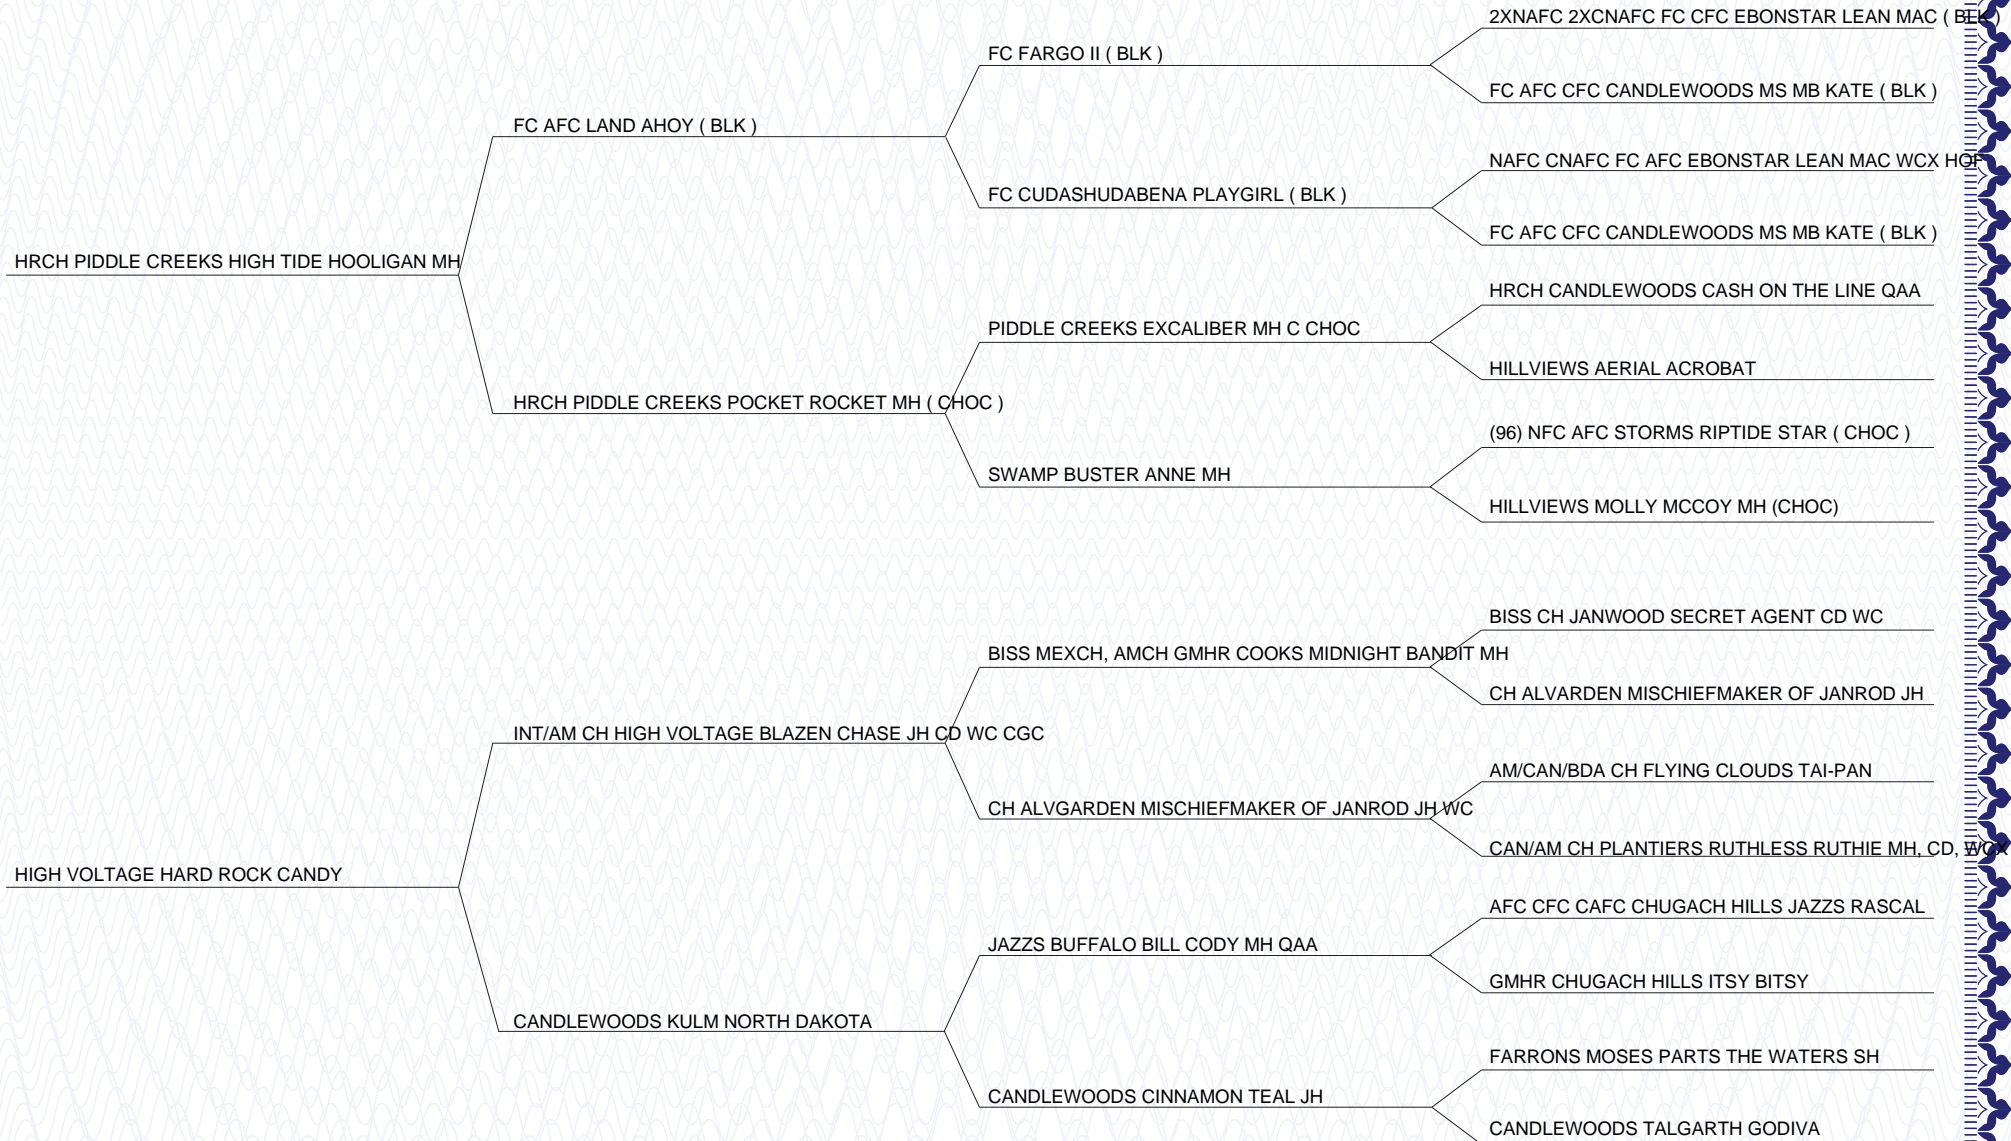 2XNAFC 2XCNAFC FC CFC EBONSTAR LEAN MAC ( BLK )
FC FARGO II ( BLK )
FC AFC CFC CANDLEWOODS MS MB KATE ( BLK )
FC AFC LAND AHOY ( BLK )
NAFC CNAFC FC AFC EBONSTAR LEAN MAC WCX HOF
FC CUDASHUDABENA PLAYGIRL ( BLK )
FC AFC CFC CANDLEWOODS MS MB KATE ( BLK )
HRCH PIDDLE CREEKS HIGH TIDE HOOLIGAN MH
HRCH CANDLEWOODS CASH ON THE LINE QAA
PIDDLE CREEKS EXCALIBER MH C CHOC
HILLVIEWS AERIAL ACROBAT
HRCH PIDDLE CREEKS POCKET ROCKET MH ( CHOC )
(96) NFC AFC STORMS RIPTIDE STAR ( CHOC )
SWAMP BUSTER ANNE MH
HILLVIEWS MOLLY MCCOY MH (CHOC)
BISS CH JANWOOD SECRET AGENT CD WC
BISS MEXCH, AMCH GMHR COOKS MIDNIGHT BANDIT MH
CH ALVARDEN MISCHIEFMAKER OF JANROD JH
INT/AM CH HIGH VOLTAGE BLAZEN CHASE JH CD WC CGC
AM/CAN/BDA CH FLYING CLOUDS TAI-PAN
CH ALVGARDEN MISCHIEFMAKER OF JANROD JH WC
CAN/AM CH PLANTIERS RUTHLESS RUTHIE MH, CD, WCX
HIGH VOLTAGE HARD ROCK CANDY
AFC CFC CAFC CHUGACH HILLS JAZZS RASCAL
JAZZS BUFFALO BILL CODY MH QAA
GMHR CHUGACH HILLS ITSY BITSY
CANDLEWOODS KULM NORTH DAKOTA
FARRONS MOSES PARTS THE WATERS SH
CANDLEWOODS CINNAMON TEAL JH
CANDLEWOODS TALGARTH GODIVA